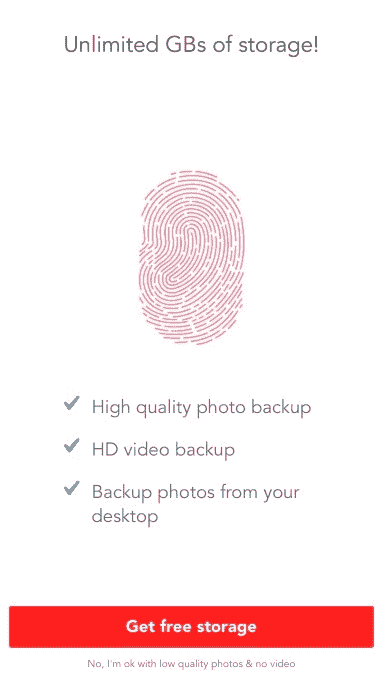 Unlimited GBs of storage!
High quality photo backup
HD video backup
Backup photos from your
desktop
Get free storage
No, I'm ok with low quality photos & no video